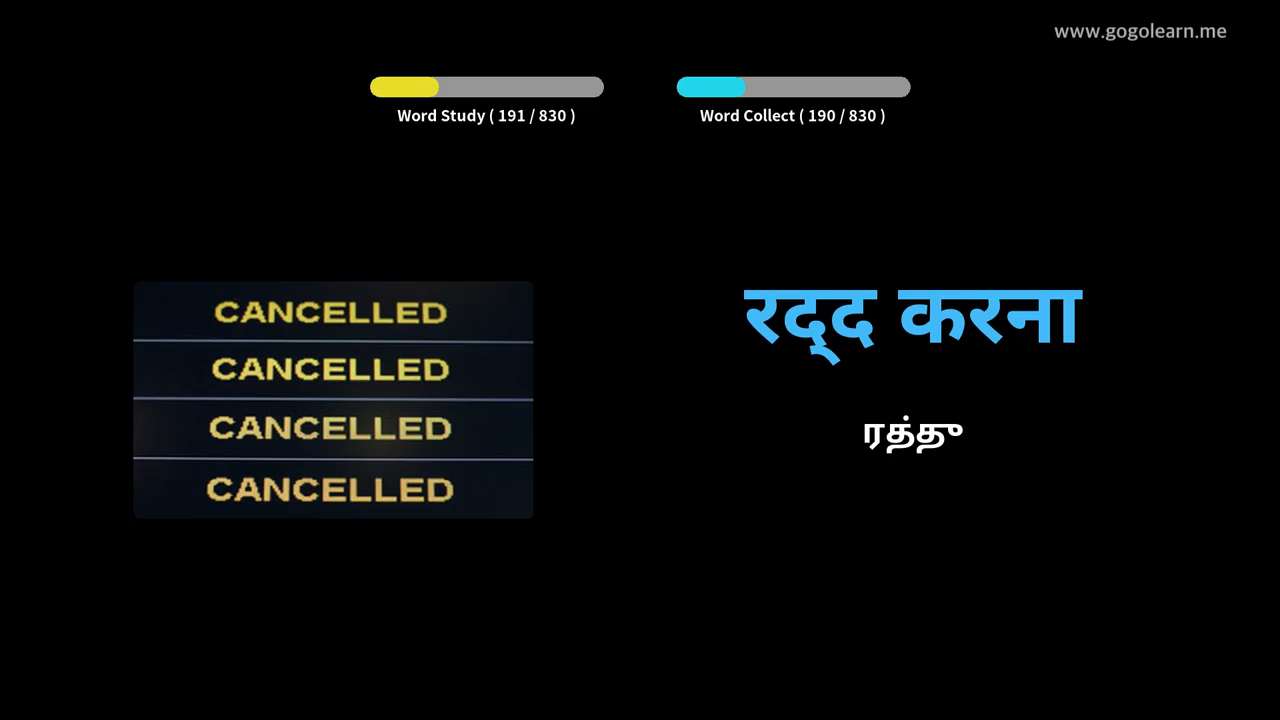 www.gogolearn.me
Word Study ( 191 / 830 )
Word Collect ( 190 / 830 )
CANCELLED
CANCELLED
CANCELLED
CANCELLED
रद्द करना
ரத்து